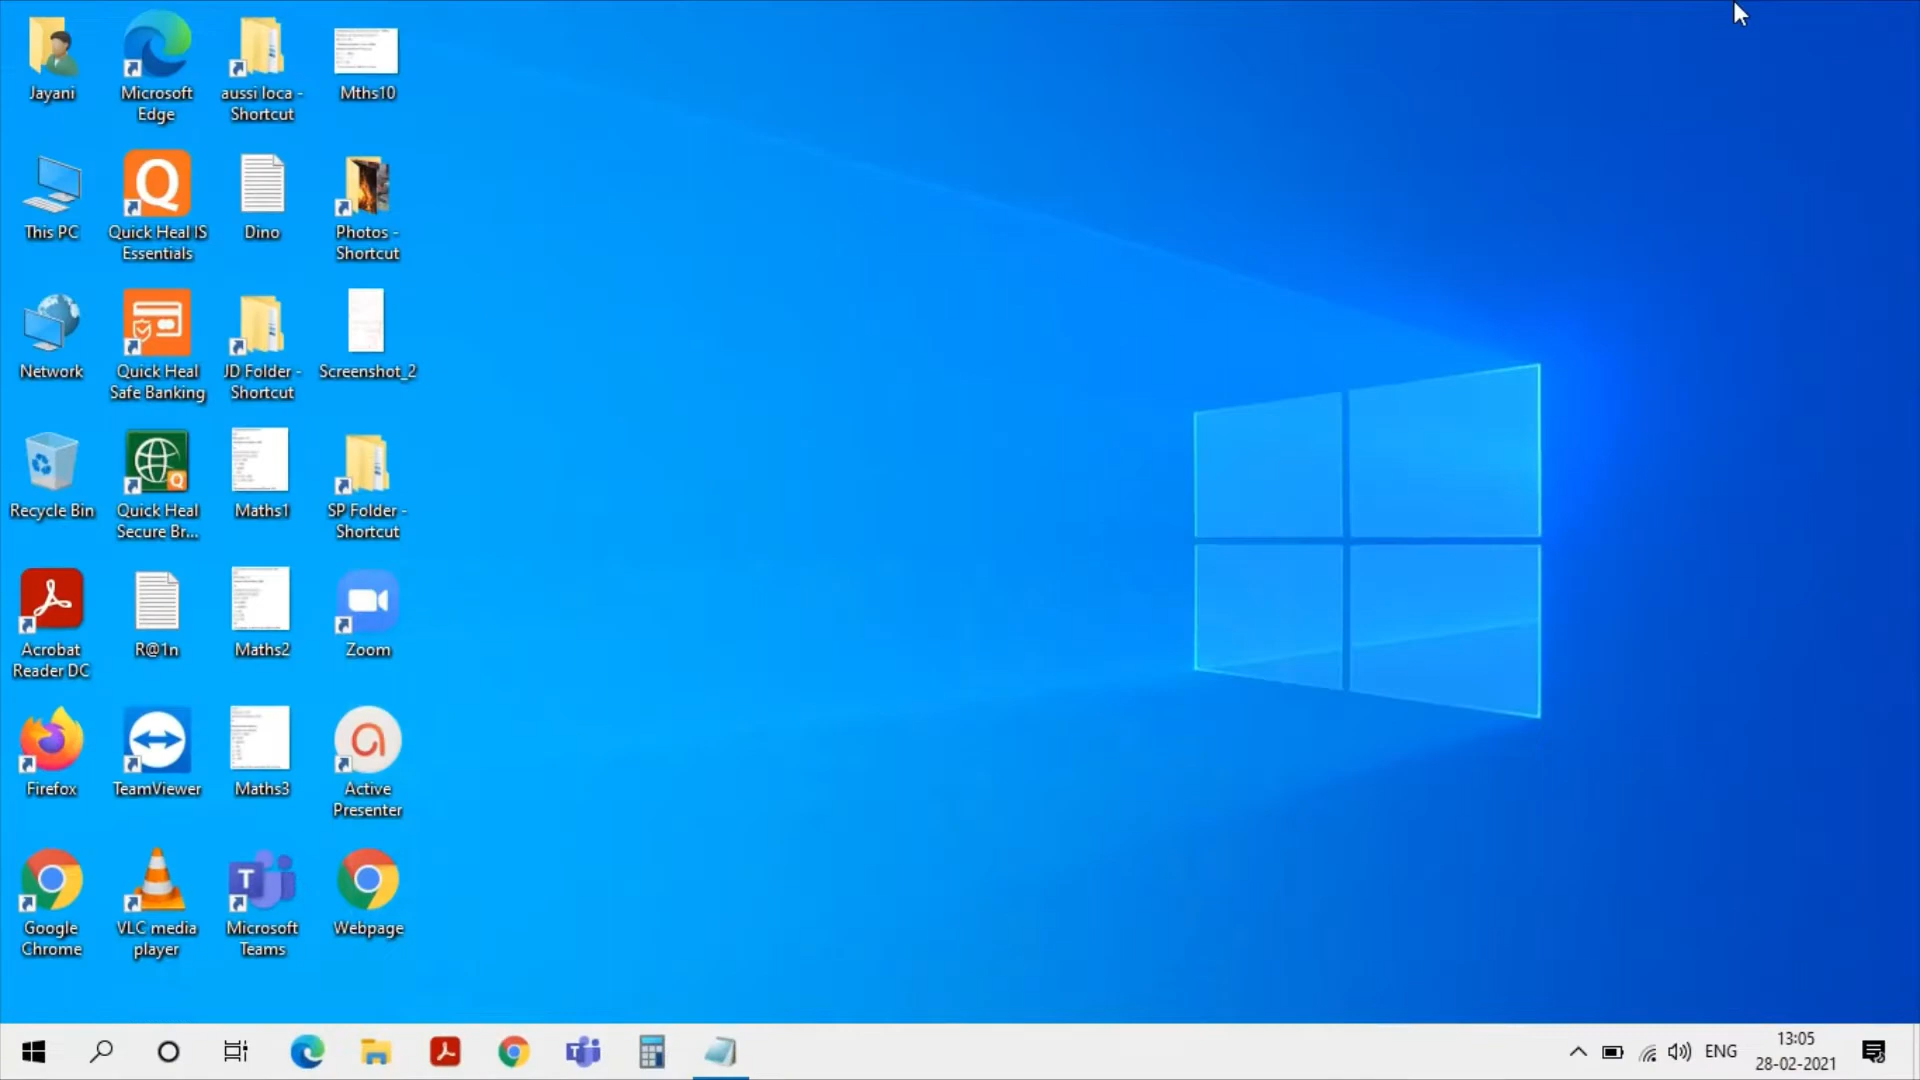 Jayani
Microsoft
Edge
aussi loca -
Shortcut
Mths10
This PC
Quick Heal IS
Essentials
Dino
Photos -
Shortcut
Network
Quick Heal
Safe Banking
JD Folder -
Shortcut
Screenshot_2
Recycle Bin
Quick Heal
Secure Br...
Maths1
SP Folder -
Shortcut
Acrobat
Reader DC
R@1n
Maths2
Zoom
Firefox
TeamViewer
Maths3
Active
Presenter
Google
Chrome
VLC media
player
Microsoft
Teams
Webpage
ENG
13:05
28-02-2021